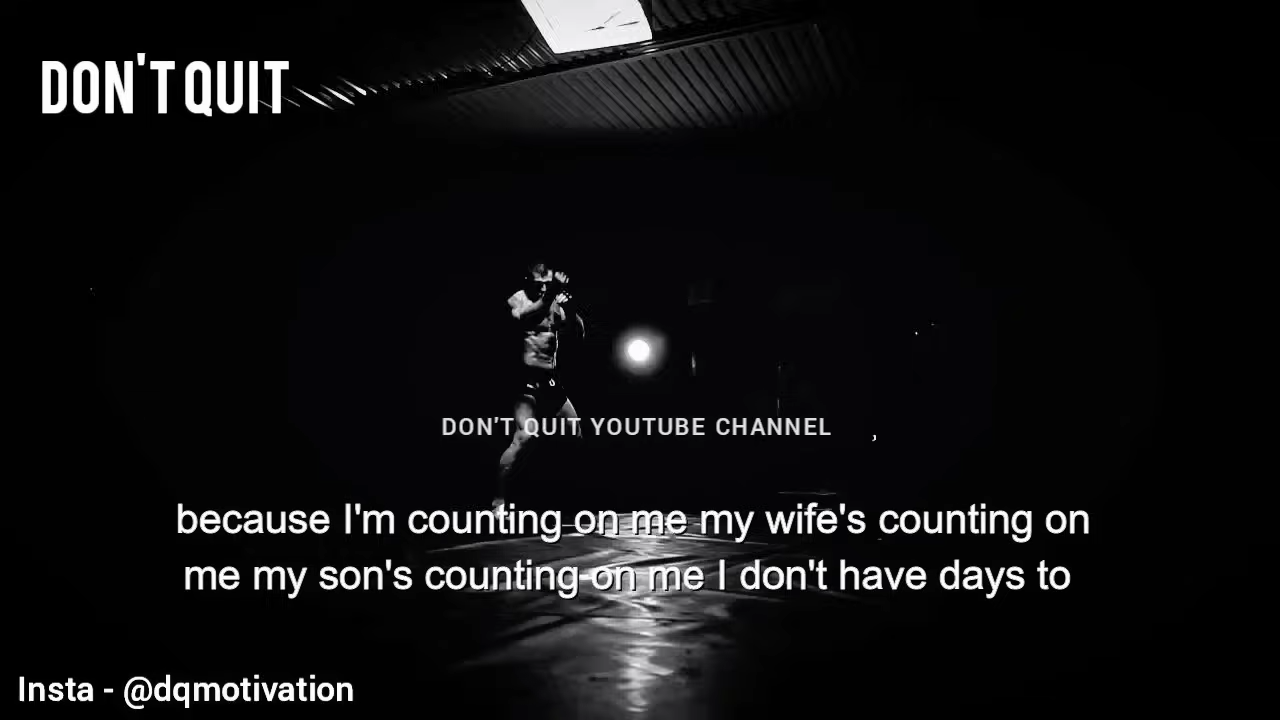 DON'T QUIT
DON'T QUIT YOUTUBE CHANNEL
because I'm counting on me my wife's counting on
me my son's counting on me I don't have days to
Insta - @dqmotivation